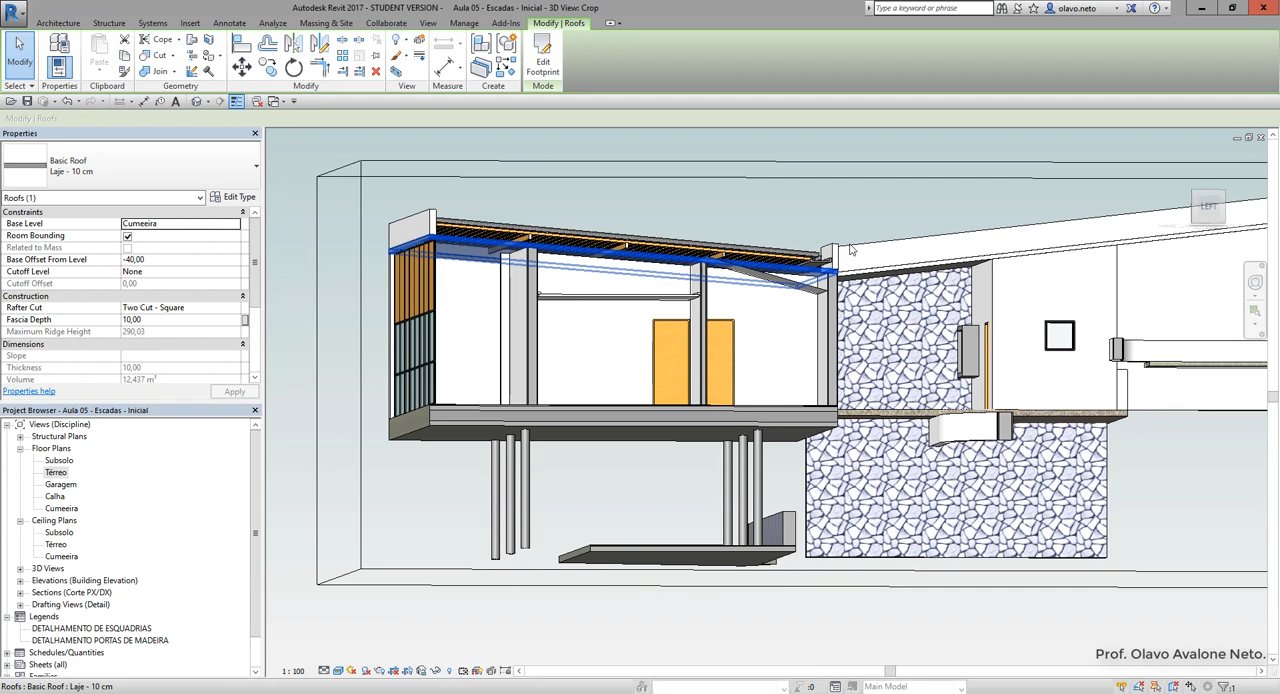 Autodesk Revit 2017 - STUDENT VERSION - Aula 05 - Escadas - Inicial - 3D View: Crop
Type a keyword or phrase
olavo.neto
Architecture Structure Systems Insert Annotate Analyze Massing & Site Collaborate View Manage Add-Ins Modify | Roofs
Modify
Paste
Cope
Cut
Join
Edit
Footprint
Select Properties Clipboard Geometry Modify View Measure Create Mode
Modify | Roofs
Properties
Basic Roof
Laje - 10 cm
Roofs (1)
Edit Type
Constraints
Base Level Cumeeira
Room Bounding
Related to Mass
Base Offset From Level -40,00
Cutoff Level None
Cutoff Offset 0,00
Construction
Rafter Cut Two Cut - Square
Fascia Depth 10,00
Maximum Ridge Height 290,03
Dimensions
Slope
Thickness 10,00
Volume 12,437 m³
Properties help
Apply
Project Browser - Aula 05 - Escadas - Inicial
Views (Discipline)
Structural Plans
Floor Plans
Subsolo
Térreo
Garagem
Calha
Cumeeira
Ceiling Plans
Subsolo
Térreo
Cumeeira
3D Views
Elevations (Building Elevation)
Sections (Corte PX/DX)
Drafting Views (Detail)
Legends
DETALHAMENTO DE ESQUADRIAS
DETALHAMENTO PORTAS DE MADEIRA
Schedules/Quantities
Sheets (all)
Families
LEFT
Prof. Olavo Avalone Neto.
1 : 100
Roofs : Basic Roof : Laje - 10 cm
:0
Main Model
:1